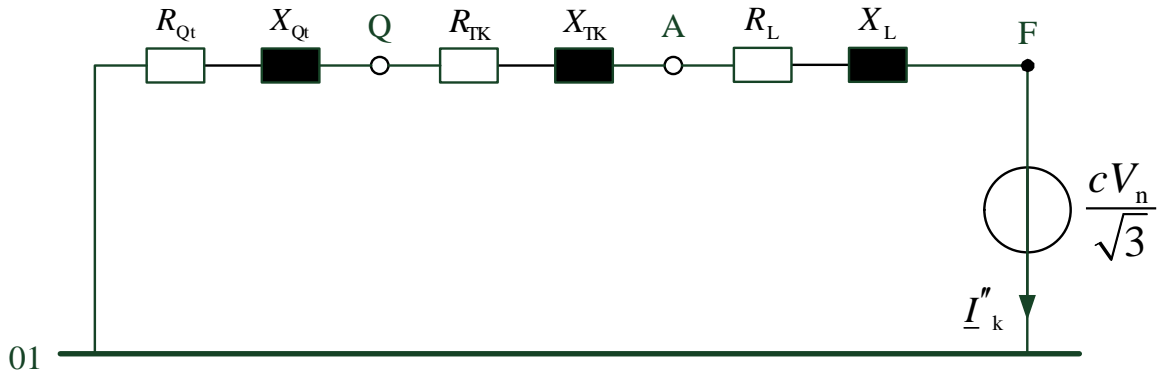 R_Qt X_Qt Q R_TK X_TK A R_L X_L F
cV_n
√3
I″_k
01